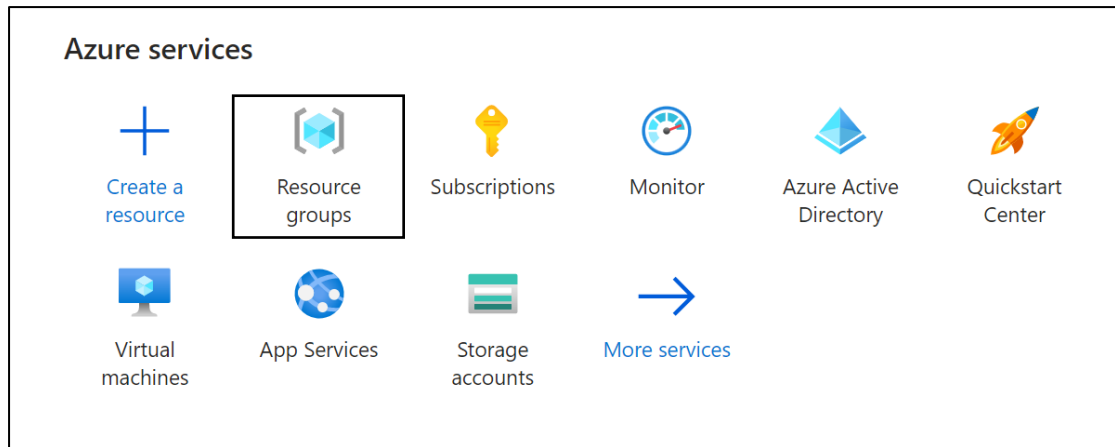 Azure services
Create a
resource
Resource
groups
Subscriptions
Monitor
Azure Active
Directory
Quickstart
Center
Virtual
machines
App Services
Storage
accounts
More services